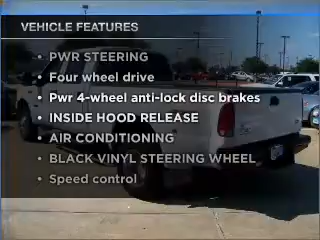 VEHICLE FEATURES
• PWR STEERING
• Four wheel drive
• Pwr 4-wheel anti-lock disc brakes
• INSIDE HOOD RELEASE
• AIR CONDITIONING
• BLACK VINYL STEERING WHEEL
• Speed control